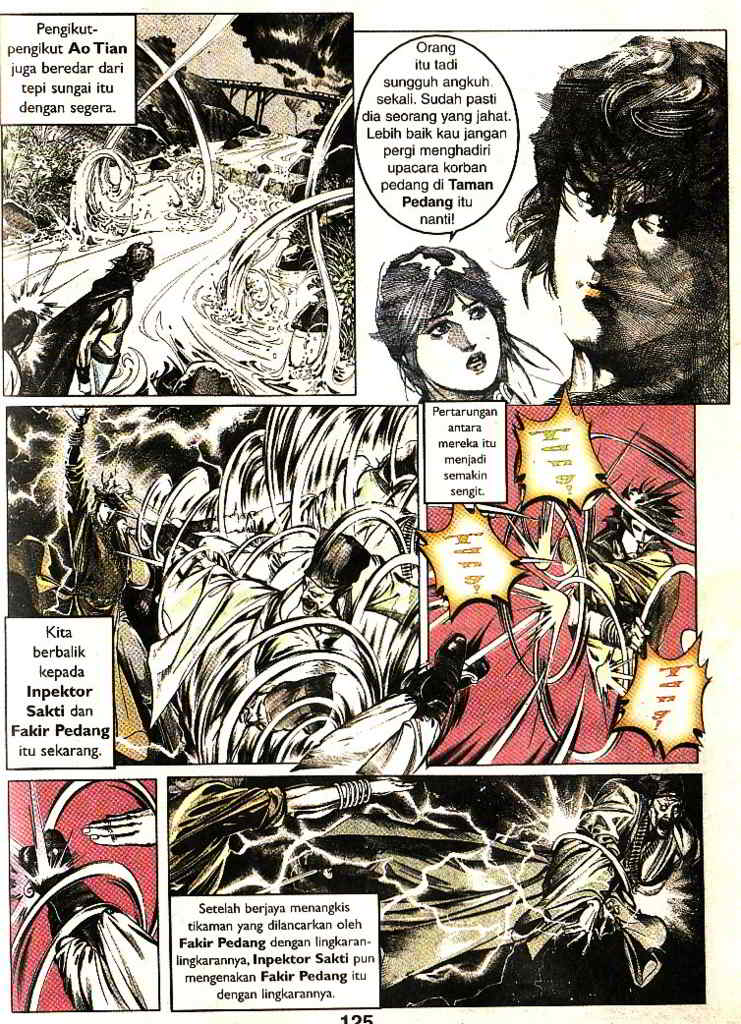 Pengikut-
pengikut Ao Tian
juga beredar dari
tepi sungai itu
dengan segera.
Orang
itu tadi
sungguh angkuh
sekali. Sudah pasti
dia seorang yang jahat.
Lebih baik kau jangan
pergi menghadiri
upacara korban
pedang di Taman
Pedang itu
nanti!
Kita
berbalik
kepada
Inpektor
Sakti dan
Fakir Pedang
itu sekarang.
Pertarungan
antara
mereka itu
menjadi
semakin
sengit.
Tang!
Tang!
Tang!
Setelah berjaya menangkis
tikaman yang dilancarkan oleh
Fakir Pedang dengan lingkaran-
lingkarannya, Inpektor Sakti pun
mengenakan Fakir Pedang itu
dengan lingkarannya.
125